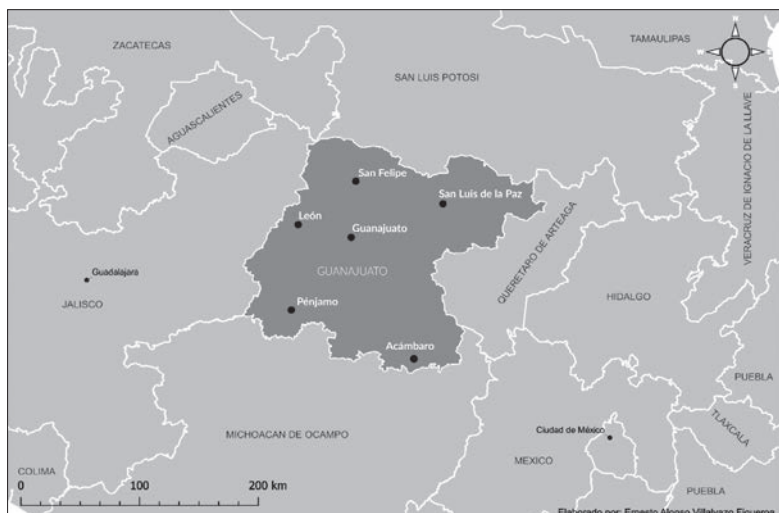 ZACATECAS
TAMAULIPAS
N
W
E
S
SAN LUIS POTOSI
AGUASCALIENTES
VERACRUZ DE IGNACIO DE LA LLAVE
San Felipe
San Luis de la Paz
León
Guanajuato
QUERETARO DE ARTEAGA
GUANAJUATO
Guadalajara
JALISCO
HIDALGO
Pénjamo
Acámbaro
PUEBLA
TLAXCALA
MICHOACAN DE OCAMPO
Ciudad de México
COLIMA
MEXICO
PUEBLA
0 100 200 km
Elaborado por: Ernesto Alonso Villalvazo Figueroa